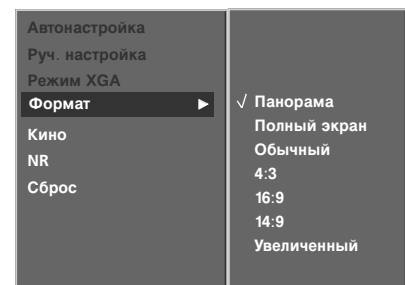 Автонастройка
Руч. настройка
Режим XGA
Формат
Кино
NR
Сброс
√ Панорама
Полный экран
Обычный
4:3
16:9
14:9
Увеличенный